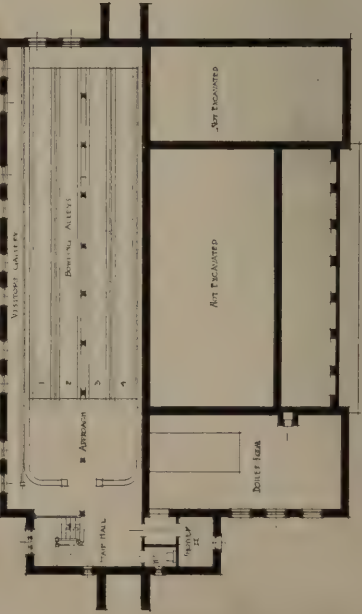 VISITORS GALLERY
BOWLING ALLEYS
1
2
3
4
APPROACH
STAIR HALL
NOT EXCAVATED
NOT EXCAVATED
BOILER ROOM